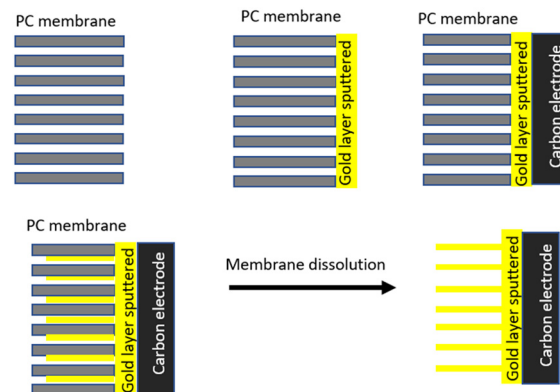 PC membrane
PC membrane
Gold layer sputtered
PC membrane
Gold layer sputtered
Carbon electrode
PC membrane
Gold layer sputtered
Carbon electrode
Membrane dissolution
Gold layer sputtered
Carbon electrode